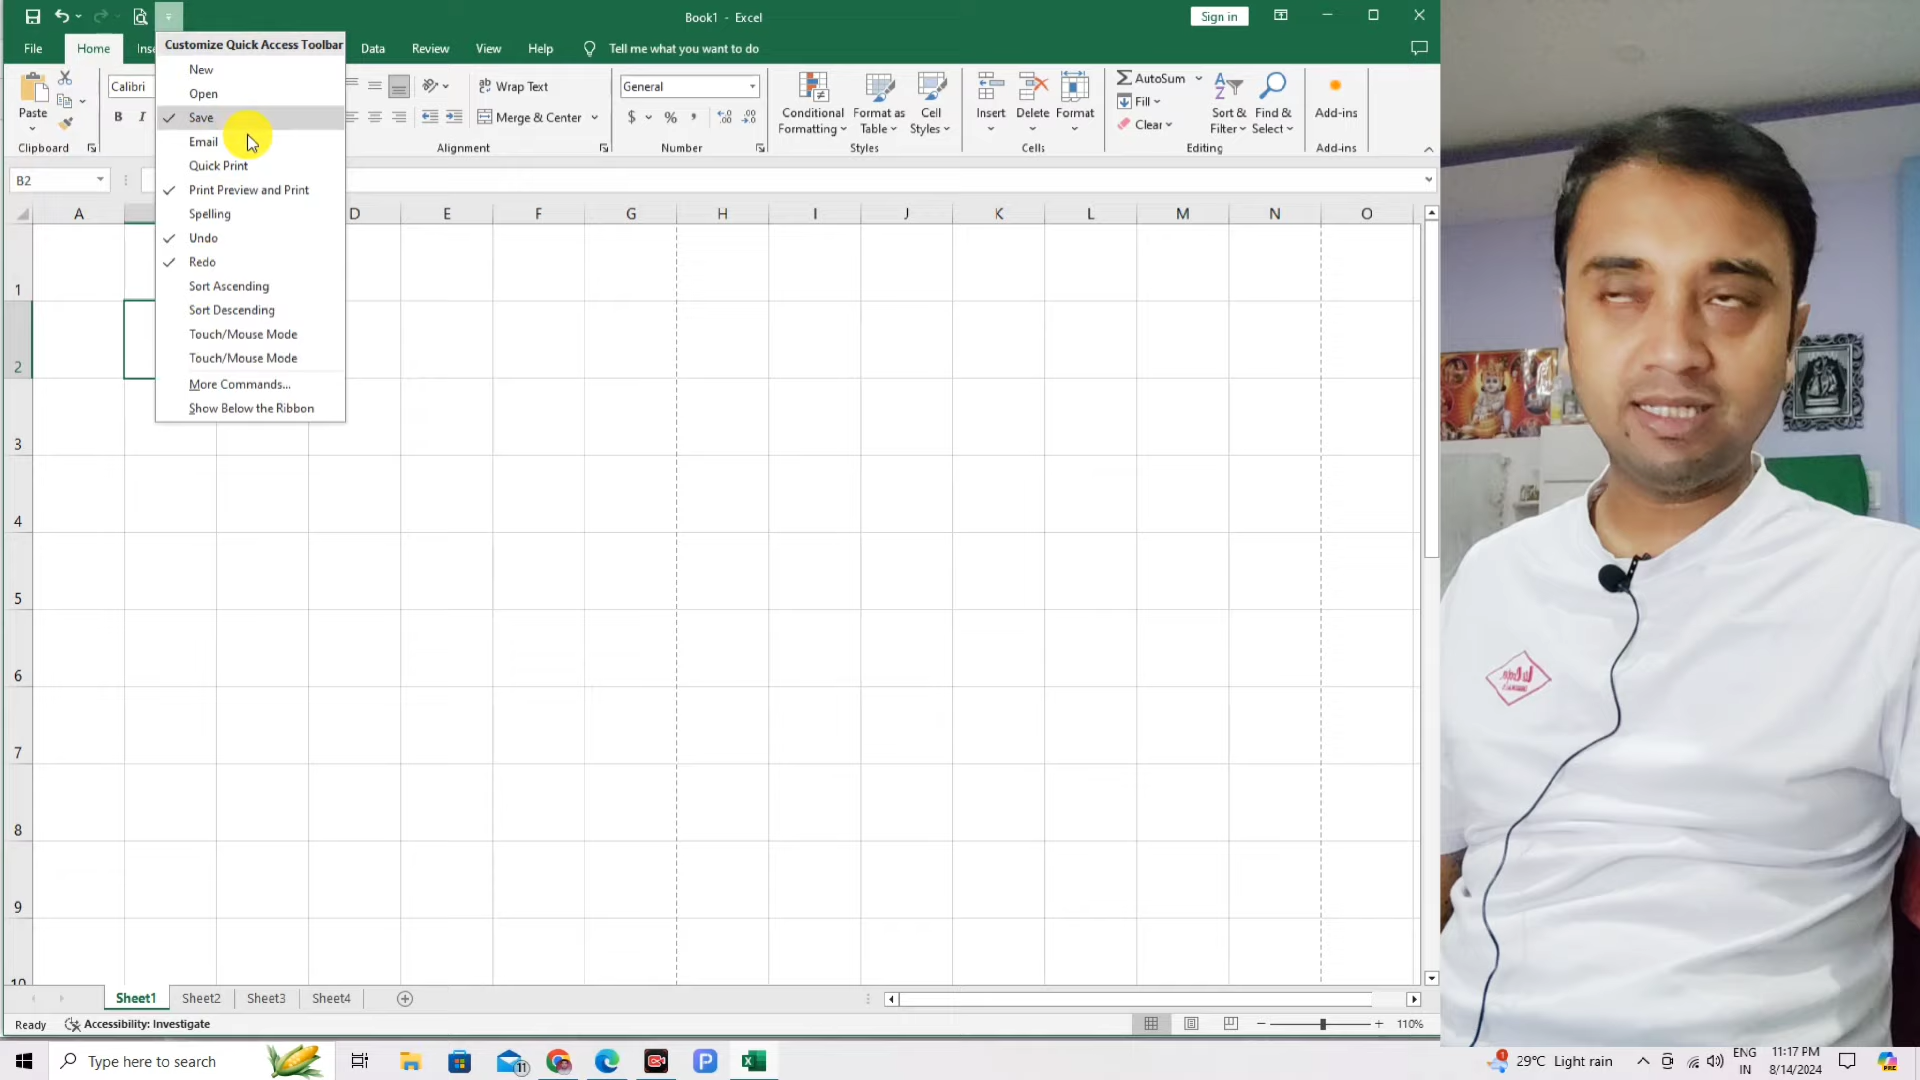 Book1 - Excel
Sign in
File
Home
Ins
Data
Review
View
Help
Tell me what you want to do
Customize Quick Access Toolbar
New
Open
Save
Email
Quick Print
Print Preview and Print
Spelling
Undo
Redo
Sort Ascending
Sort Descending
Touch/Mouse Mode
Touch/Mouse Mode
More Commands...
Show Below the Ribbon
Paste
Clipboard
Calibri
B I
Wrap Text
Merge & Center
Alignment
General
$ % ,
Number
Conditional Formatting
Format as Table
Cell Styles
Styles
Insert
Delete
Format
Cells
AutoSum
Fill
Clear
Sort & Filter
Find & Select
Editing
Add-ins
Add-ins
B2
A D E F G H I J K L M N O
1
2
3
4
5
6
7
8
9
10
Sheet1 Sheet2 Sheet3 Sheet4
Ready
Accessibility: Investigate
110%
Type here to search
11
1
29°C Light rain
ENG
IN
11:17 PM
8/14/2024
PRE